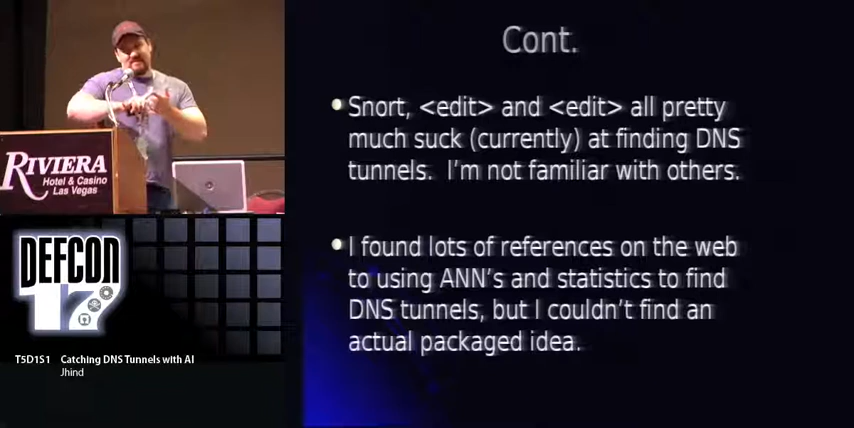 Cont.
Snort, <edit> and <edit> all pretty
much suck (currently) at finding DNS
tunnels. I'm not familiar with others.
I found lots of references on the web
to using ANN's and statistics to find
DNS tunnels, but I couldn't find an
actual packaged idea.
RIVIERA
Hotel & Casino
Las Vegas
DEFCON
17
T5D1S1 Catching DNS Tunnels with AI
Jhind